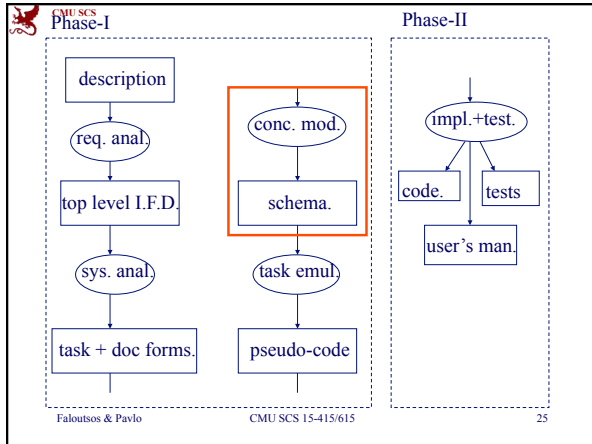 CMU SCS
Phase-I
Phase-II
description
req. anal.
top level I.F.D.
sys. anal.
task + doc forms.
conc. mod.
schema.
task emul.
pseudo-code
impl.+test.
code.
tests
user's man.
Faloutsos & Pavlo
CMU SCS 15-415/615
25